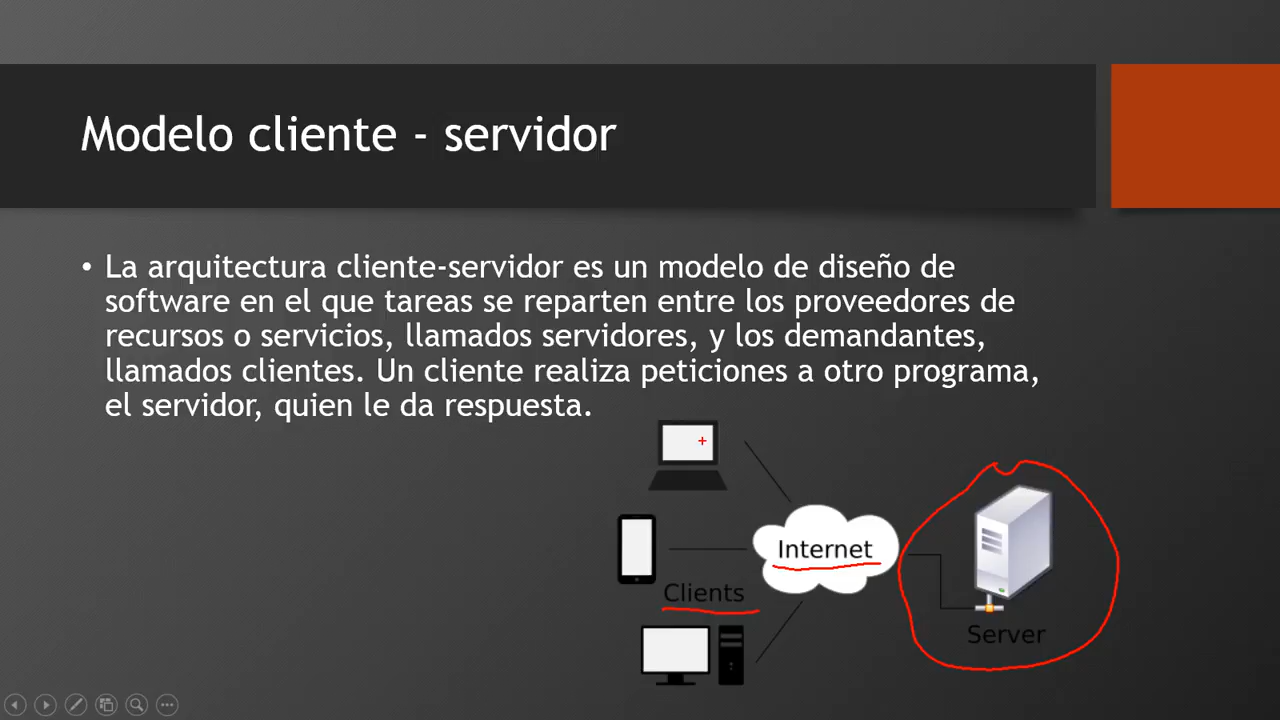 Modelo cliente - servidor
• La arquitectura cliente-servidor es un modelo de diseño de
software en el que tareas se reparten entre los proveedores de
recursos o servicios, llamados servidores, y los demandantes,
llamados clientes. Un cliente realiza peticiones a otro programa,
el servidor, quien le da respuesta.
Internet
Clients
Server